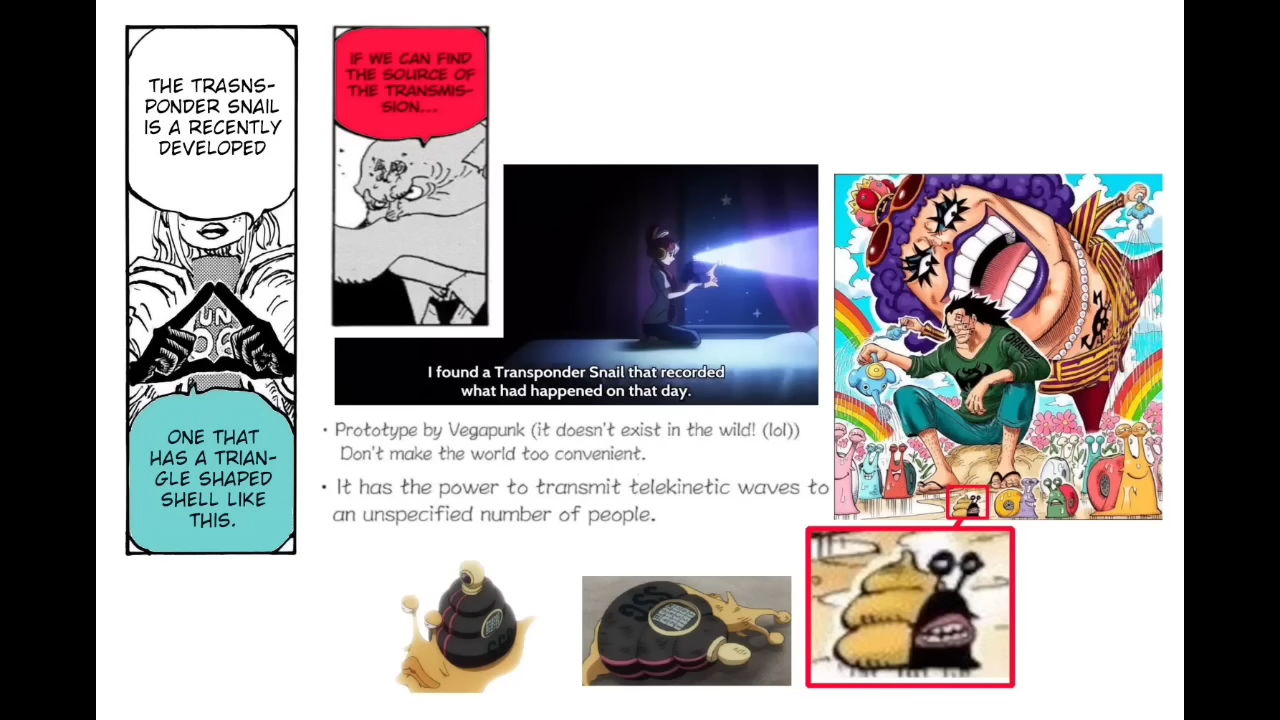 THE TRASNS-
PONDER SNAIL
IS A RECENTLY
DEVELOPED
UN
OC
ONE THAT
HAS A TRIAN-
GLE SHAPED
SHELL LIKE
THIS.
IF WE CAN FIND
THE SOURCE OF
THE TRANSMIS-
SION...
I found a Transponder Snail that recorded
what had happened on that day.
• Prototype by Vegapunk (it doesn't exist in the wild! (lol))
Don't make the world too convenient.
• It has the power to transmit telekinetic waves to
an unspecified number of people.
SSG